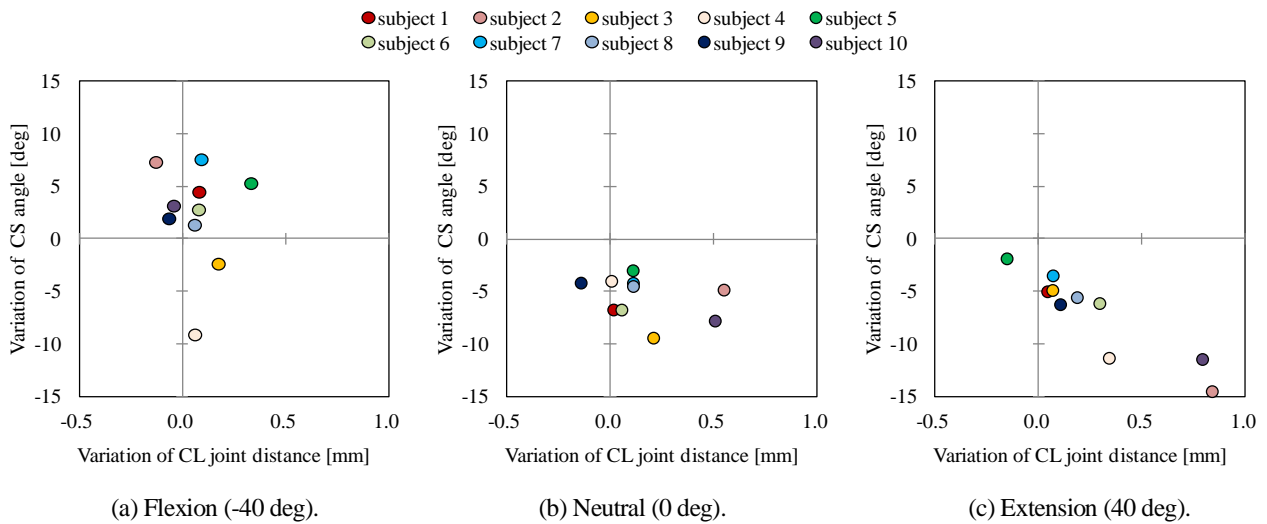 subject 1 subject 2 subject 3 subject 4 subject 5
subject 6 subject 7 subject 8 subject 9 subject 10
Variation of CS angle [deg]
15
10
5
0
-5
-10
-15
-0.5 0.0 0.5 1.0
Variation of CL joint distance [mm]
(a) Flexion (-40 deg).
Variation of CS angle [deg]
15
10
5
0
-5
-10
-15
-0.5 0.0 0.5 1.0
Variation of CL joint distance [mm]
(b) Neutral (0 deg).
Variation of CS angle [deg]
15
10
5
0
-5
-10
-15
-0.5 0.0 0.5 1.0
Variation of CL joint distance [mm]
(c) Extension (40 deg).